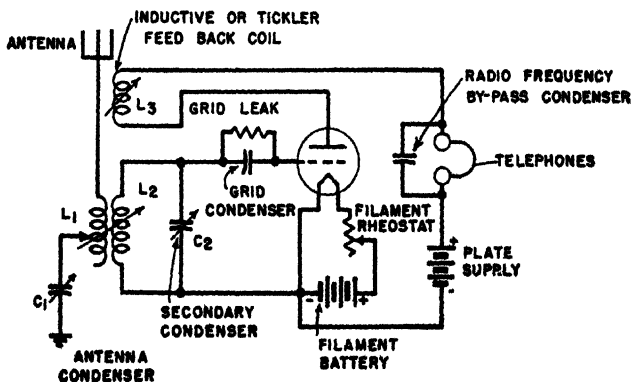 INDUCTIVE OR TICKLER
FEED BACK COIL
ANTENNA
L3
GRID LEAK
RADIO FREQUENCY
BY-PASS CONDENSER
TELEPHONES
L2
GRID
CONDENSER
L1
C2
FILAMENT
RHEOSTAT
+
PLATE
SUPPLY
-
C1
SECONDARY
CONDENSER
- +
FILAMENT
BATTERY
ANTENNA
CONDENSER